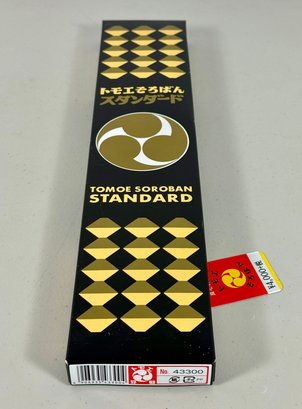 トモエそろばん
スタンダード
TOMOE SOROBAN
STANDARD
¥4,000+税
No. 43300